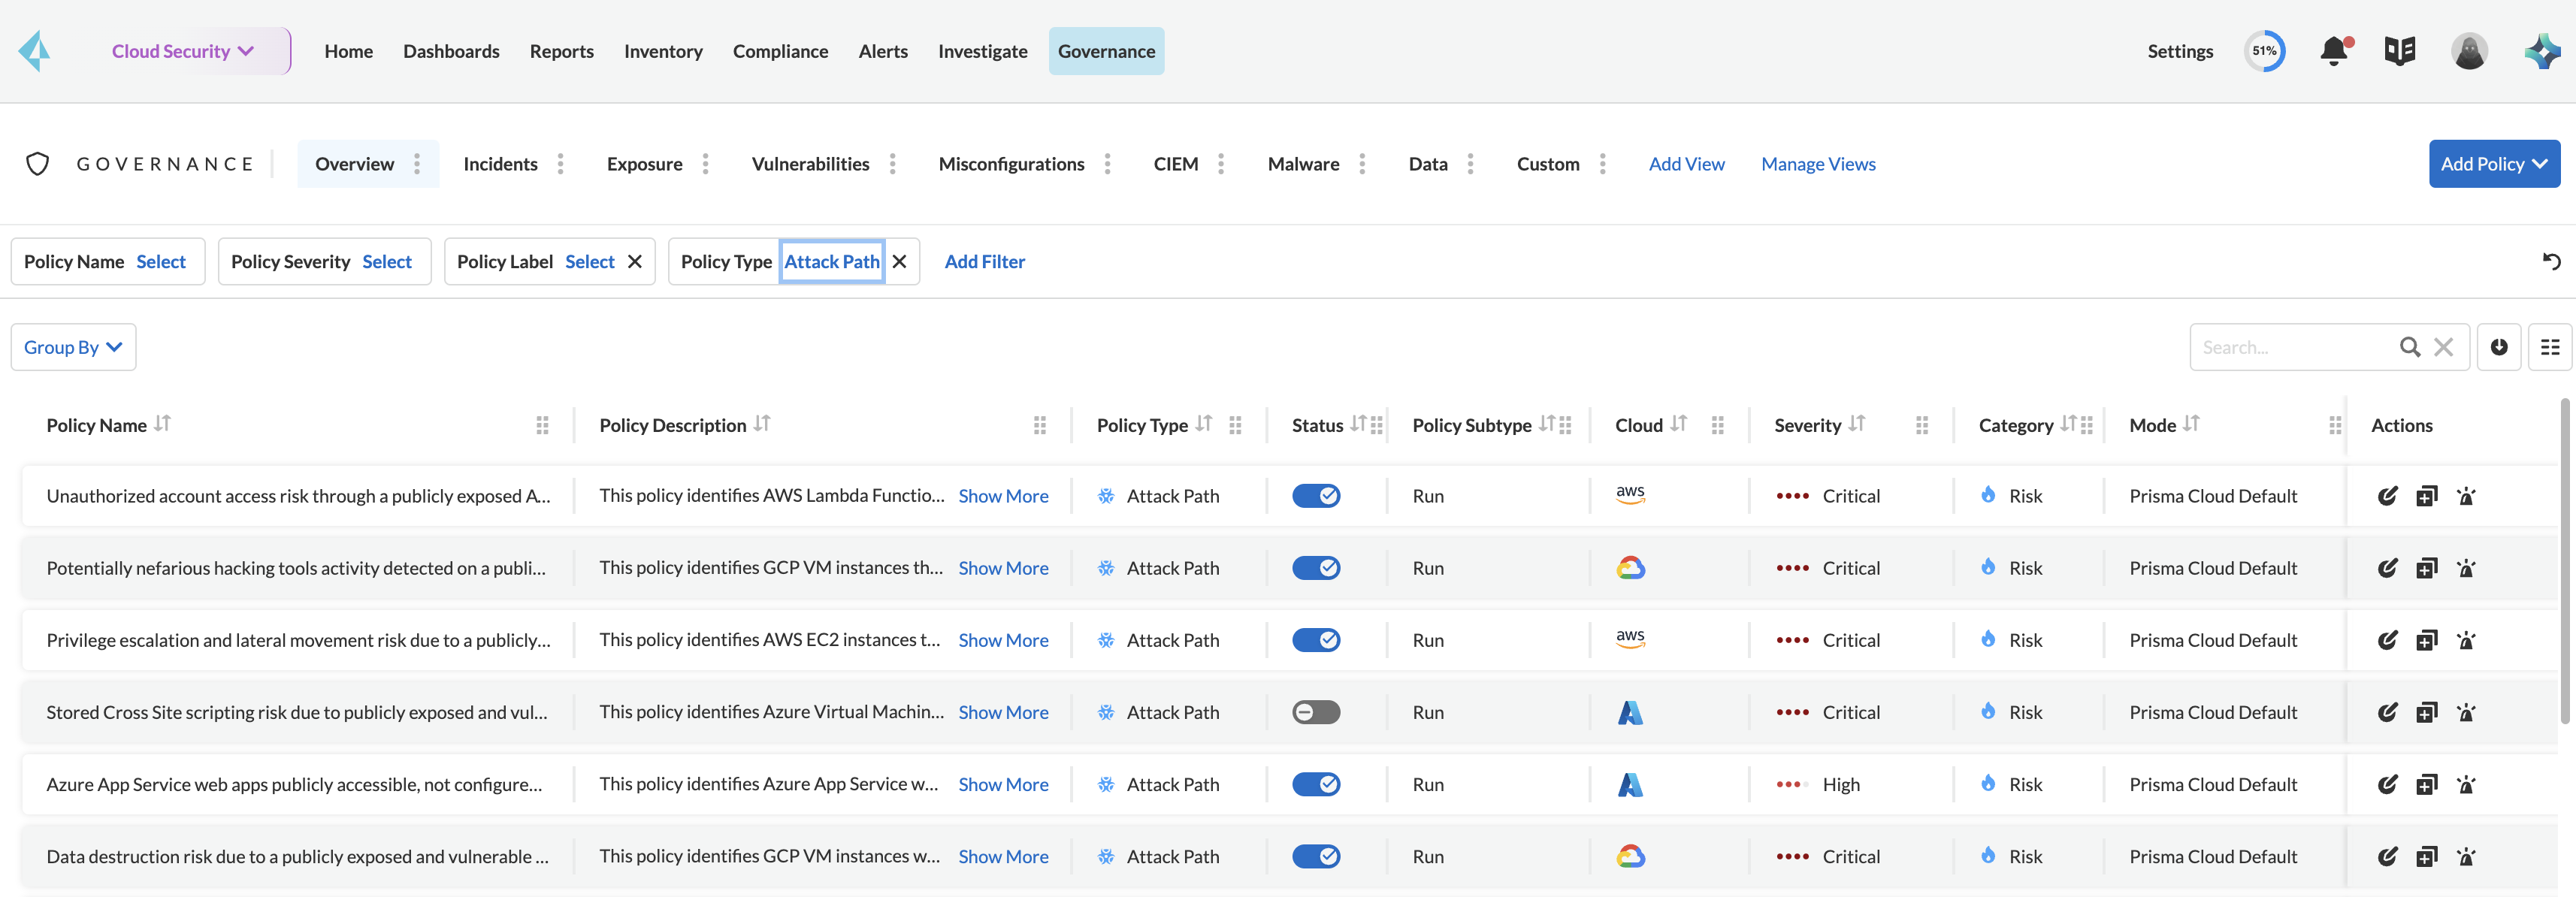 Cloud Security Home Dashboards Reports Inventory Compliance Alerts Investigate Governance Settings 51%
GOVERNANCE Overview Incidents Exposure Vulnerabilities Misconfigurations CIEM Malware Data Custom Add View Manage Views Add Policy
Policy Name Select Policy Severity Select Policy Label Select Policy Type Attack Path Add Filter
Group By Search...
Policy Name Policy Description Policy Type Status Policy Subtype Cloud Severity Category Mode Actions
Unauthorized account access risk through a publicly exposed A... This policy identifies AWS Lambda Functio... Show More Attack Path Run aws Critical Risk Prisma Cloud Default
Potentially nefarious hacking tools activity detected on a publi... This policy identifies GCP VM instances th... Show More Attack Path Run Critical Risk Prisma Cloud Default
Privilege escalation and lateral movement risk due to a publicly... This policy identifies AWS EC2 instances t... Show More Attack Path Run aws Critical Risk Prisma Cloud Default
Stored Cross Site scripting risk due to publicly exposed and vul... This policy identifies Azure Virtual Machin... Show More Attack Path Run Critical Risk Prisma Cloud Default
Azure App Service web apps publicly accessible, not configure... This policy identifies Azure App Service w... Show More Attack Path Run High Risk Prisma Cloud Default
Data destruction risk due to a publicly exposed and vulnerable ... This policy identifies GCP VM instances w... Show More Attack Path Run Critical Risk Prisma Cloud Default